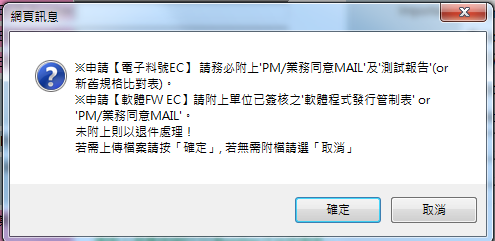 網頁訊息
※申請【電子料號EC】 請務必附上'PM/業務同意MAIL'及'測試報告'(or
新舊規格比對表)。
※申請【軟體FW EC】請附上單位已簽核之'軟體程式發行管制表' or
'PM/業務同意MAIL'。
未附上則以退件處理！
若需上傳檔案請按「確定」, 若無需附檔請選「取消」
確定
取消